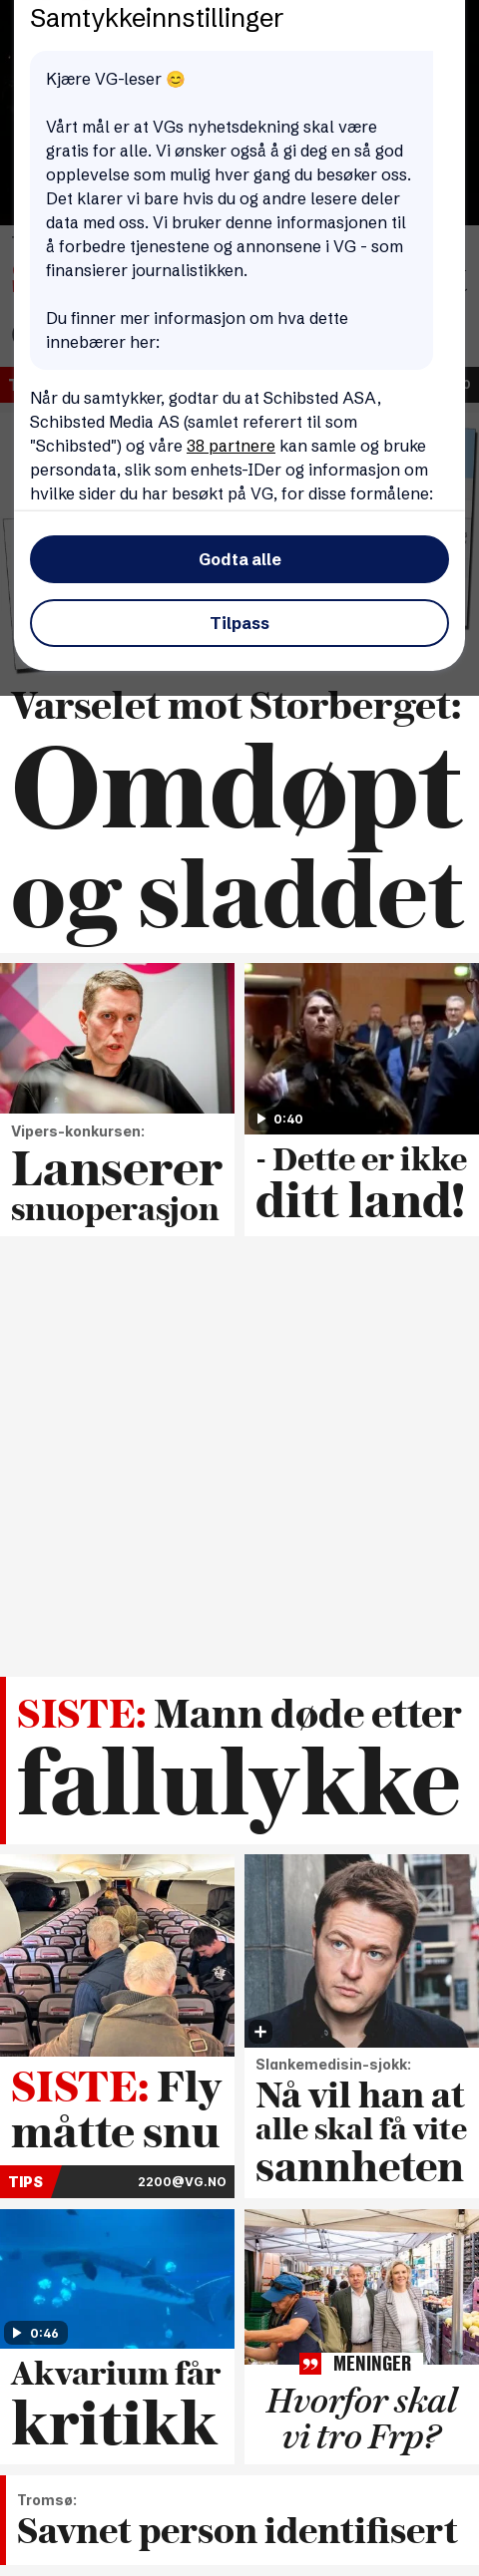 Samtykkeinnstillinger
Kjære VG-leser 😊
Vårt mål er at VGs nyhetsdekning skal være
gratis for alle. Vi ønsker også å gi deg en så god
opplevelse som mulig hver gang du besøker oss.
Det klarer vi bare hvis du og andre lesere deler
data med oss. Vi bruker denne informasjonen til
å forbedre tjenestene og annonsene i VG - som
finansierer journalistikken.
Du finner mer informasjon om hva dette
innebærer her:
Når du samtykker, godtar du at Schibsted ASA,
Schibsted Media AS (samlet referert til som
"Schibsted") og våre 38 partnere kan samle og bruke
persondata, slik som enhets-IDer og informasjon om
hvilke sider du har besøkt på VG, for disse formålene:
Godta alle
Tilpass
Varselet mot Storberget:
Omdøpt
og sladdet
0:40
Vipers-konkursen:
Lanserer
snuoperasjon
- Dette er ikke
ditt land!
SISTE: Mann døde etter
fallulykke
SISTE: Fly
måtte snu
TIPS 2200@VG.NO
Slankemedisin-sjokk:
Nå vil han at
alle skal få vite
sannheten
0:46
Akvarium får
kritikk
MENINGER
Hvorfor skal
vi tro Frp?
Tromsø:
Savnet person identifisert